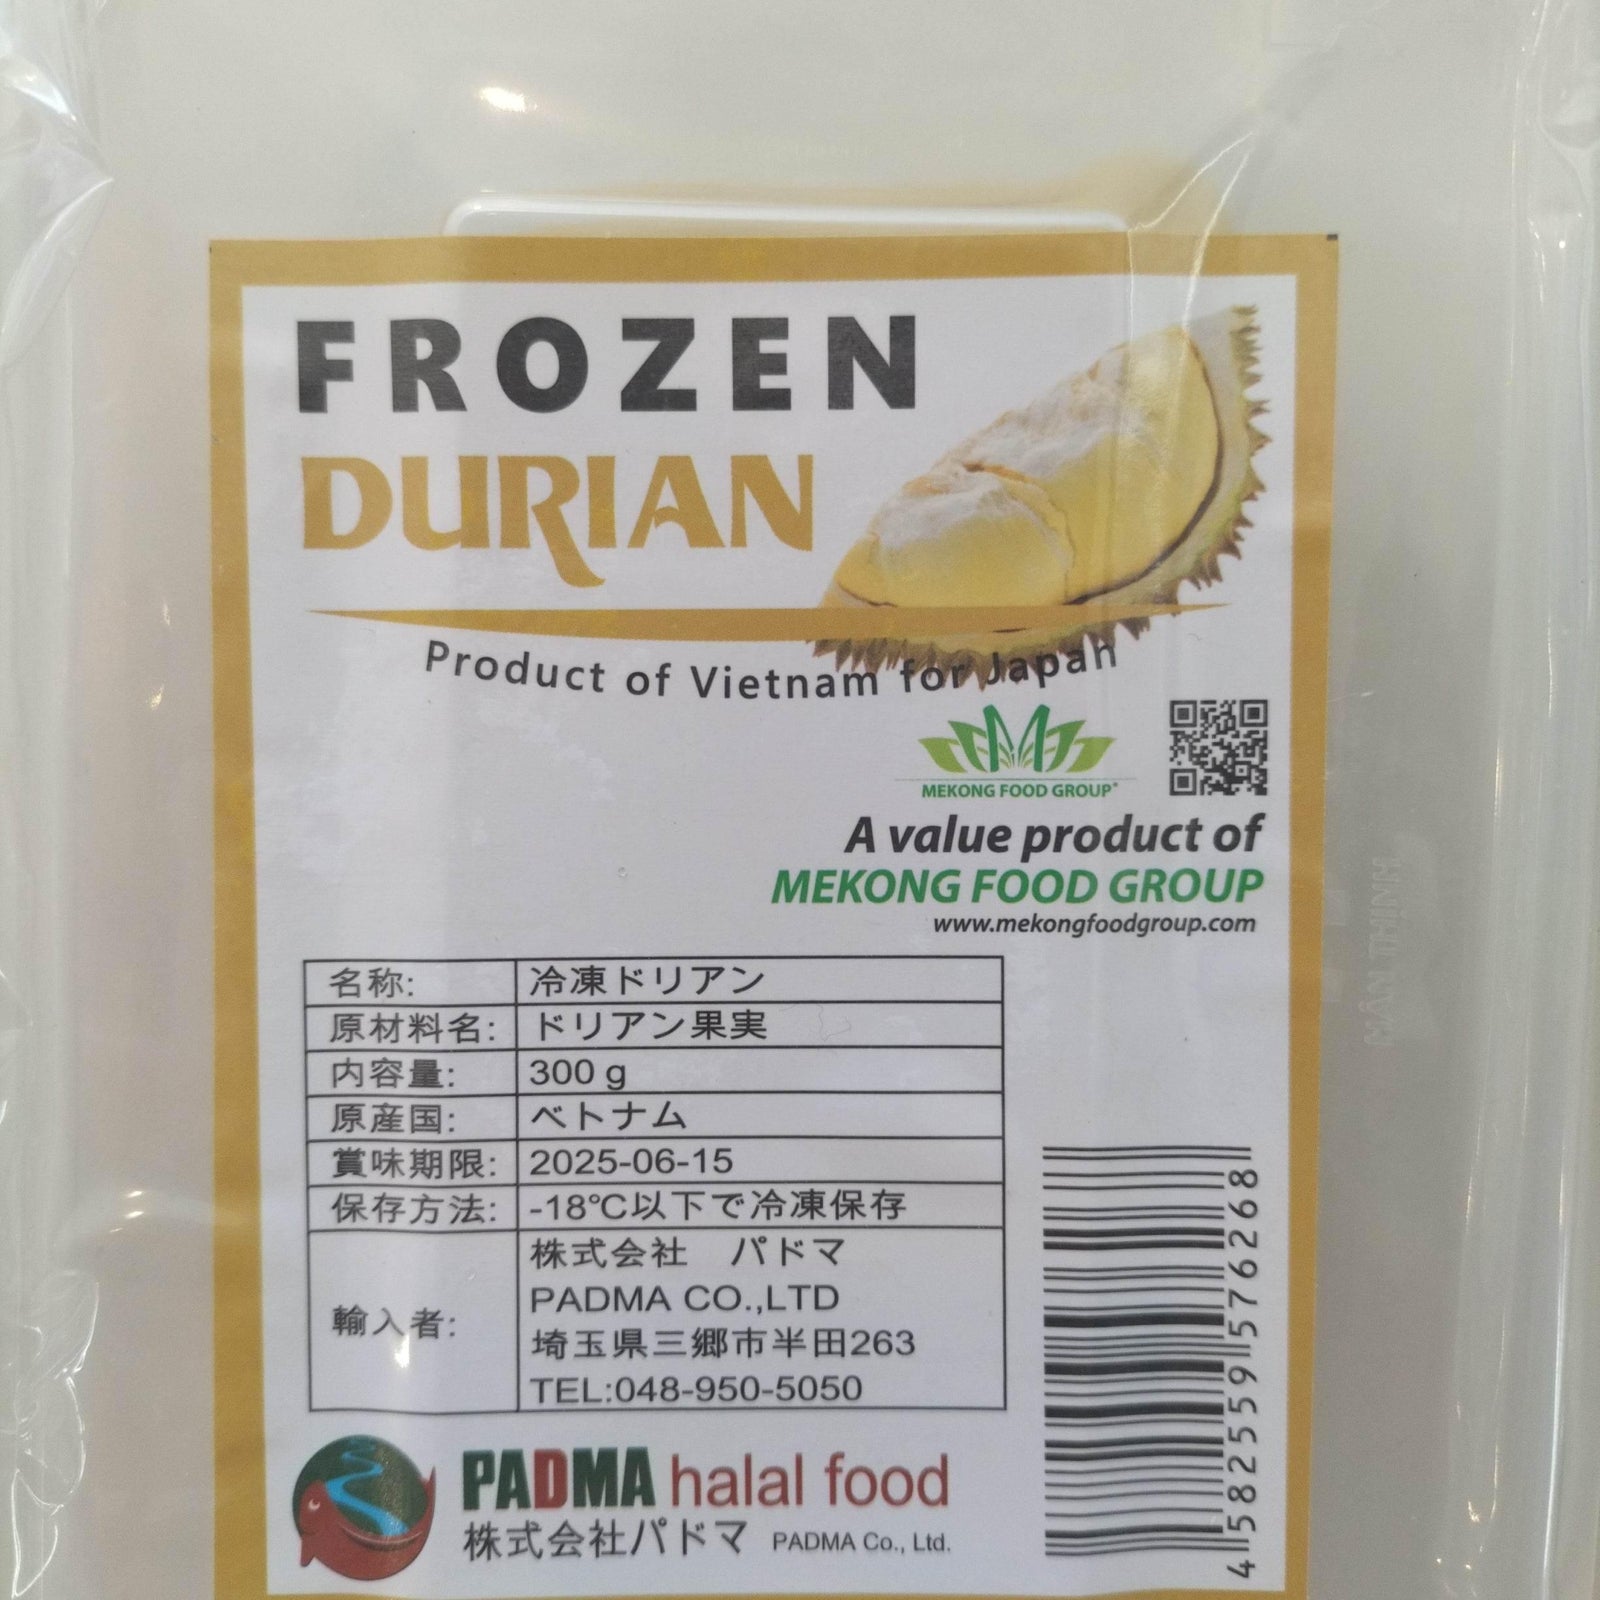 FROZEN
DURIAN
Product of Vietnam for Japan
MEKONG FOOD GROUP®
A value product of
MEKONG FOOD GROUP
www.mekongfoodgroup.com
名称: 冷凍ドリアン
原材料名: ドリアン果実
内容量: 300 g
原産国: ベトナム
賞味期限: 2025-06-15
保存方法: -18℃以下で冷凍保存
輸入者: 株式会社 パドマ
PADMA CO.,LTD
埼玉県三郷市半田263
TEL:048-950-5050
4582559576268
PADMA halal food
株式会社パドマ PADMA Co., Ltd.